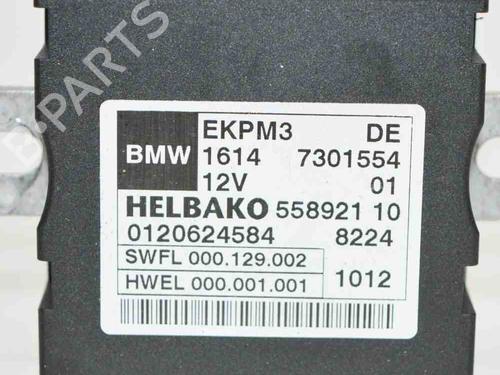 B-PARTS
EKPM3 DE
BMW 1614 7301554
12V 01
HELBAKO 558921 10
0120624584 8224
SWFL 000.129.002
HWEL 000.001.001 1012